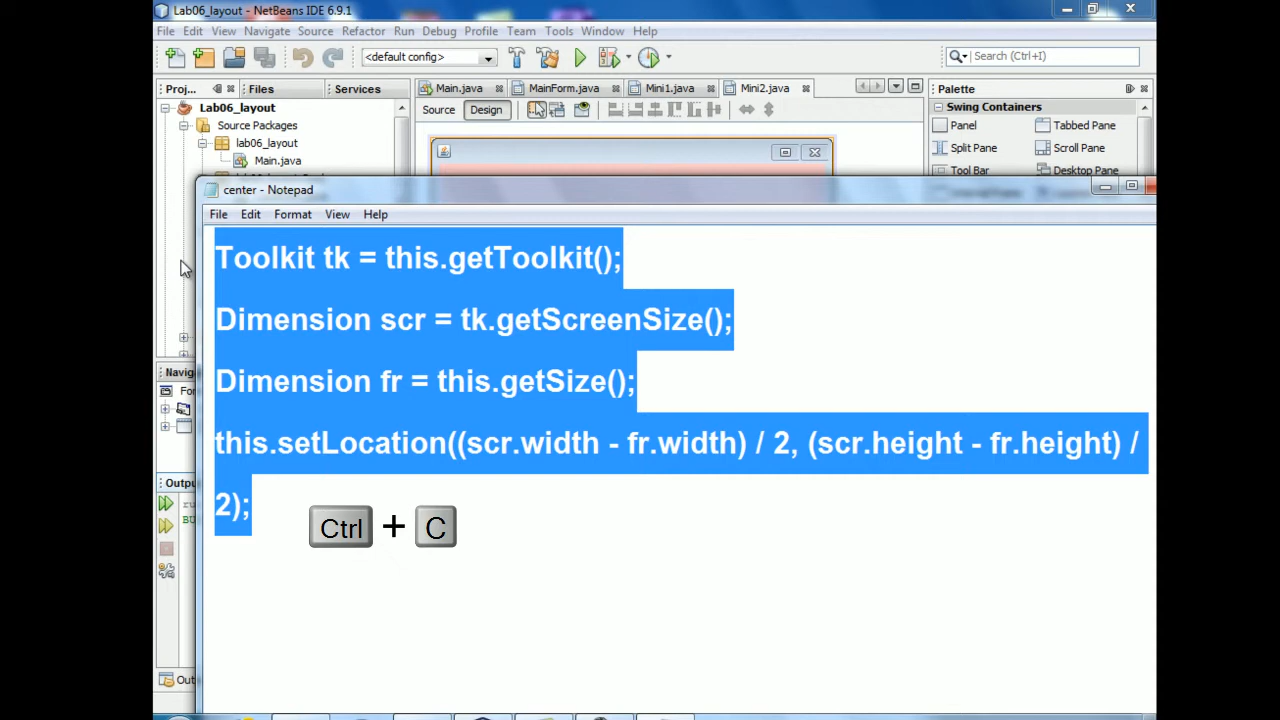 Lab06_layout - NetBeans IDE 6.9.1
File Edit View Navigate Source Refactor Run Debug Profile Team Tools Window Help
<default config>
Search (Ctrl+I)
Proj... Files Services
Main.java MainForm.java Mini1.java Mini2.java
Palette
Lab06_layout
Source Packages
lab06_layout
Main.java
Source Design
Swing Containers
Panel Tabbed Pane
Split Pane Scroll Pane
Tool Bar Desktop Pane
center - Notepad
File Edit Format View Help
Toolkit tk = this.getToolkit();
Dimension scr = tk.getScreenSize();
Dimension fr = this.getSize();
this.setLocation((scr.width - fr.width) / 2, (scr.height - fr.height) /
2);
Ctrl + C
Navig
Fo
Outpu
ru
BU
Out